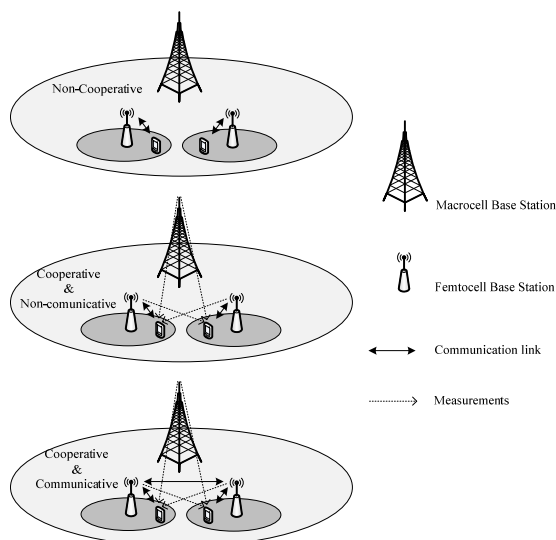 Non-Cooperative
Macrocell Base Station
Cooperative
&
Non-comunicative
Femtocell Base Station
Communication link
Measurements
Cooperative
&
Communicative